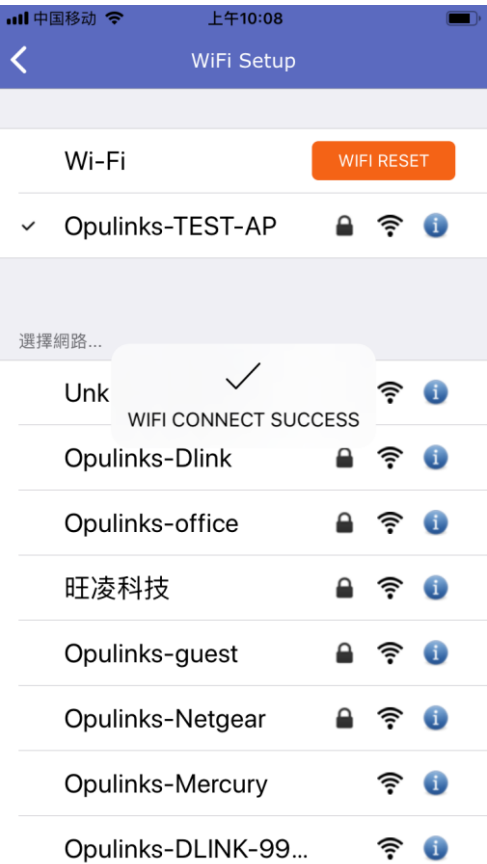 中国移动 上午10:08
WiFi Setup
Wi-Fi WIFI RESET
Opulinks-TEST-AP
選擇網路...
Unk
WIFI CONNECT SUCCESS
Opulinks-Dlink
Opulinks-office
旺凌科技
Opulinks-guest
Opulinks-Netgear
Opulinks-Mercury
Opulinks-DLINK-99...